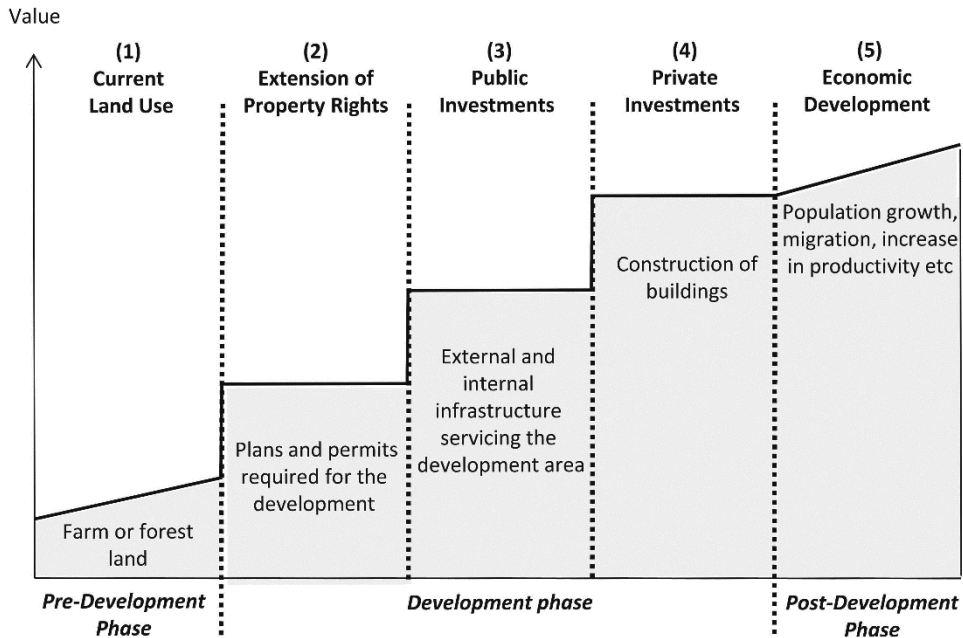 Value
(1)
Current
Land Use
(2)
Extension of
Property Rights
(3)
Public
Investments
(4)
Private
Investments
(5)
Economic
Development
Farm or forest
land
Plans and permits
required for the
development
External and
internal
infrastructure
servicing the
development area
Construction of
buildings
Population growth,
migration, increase
in productivity etc
Pre-Development
Phase
Development phase
Post-Development
Phase